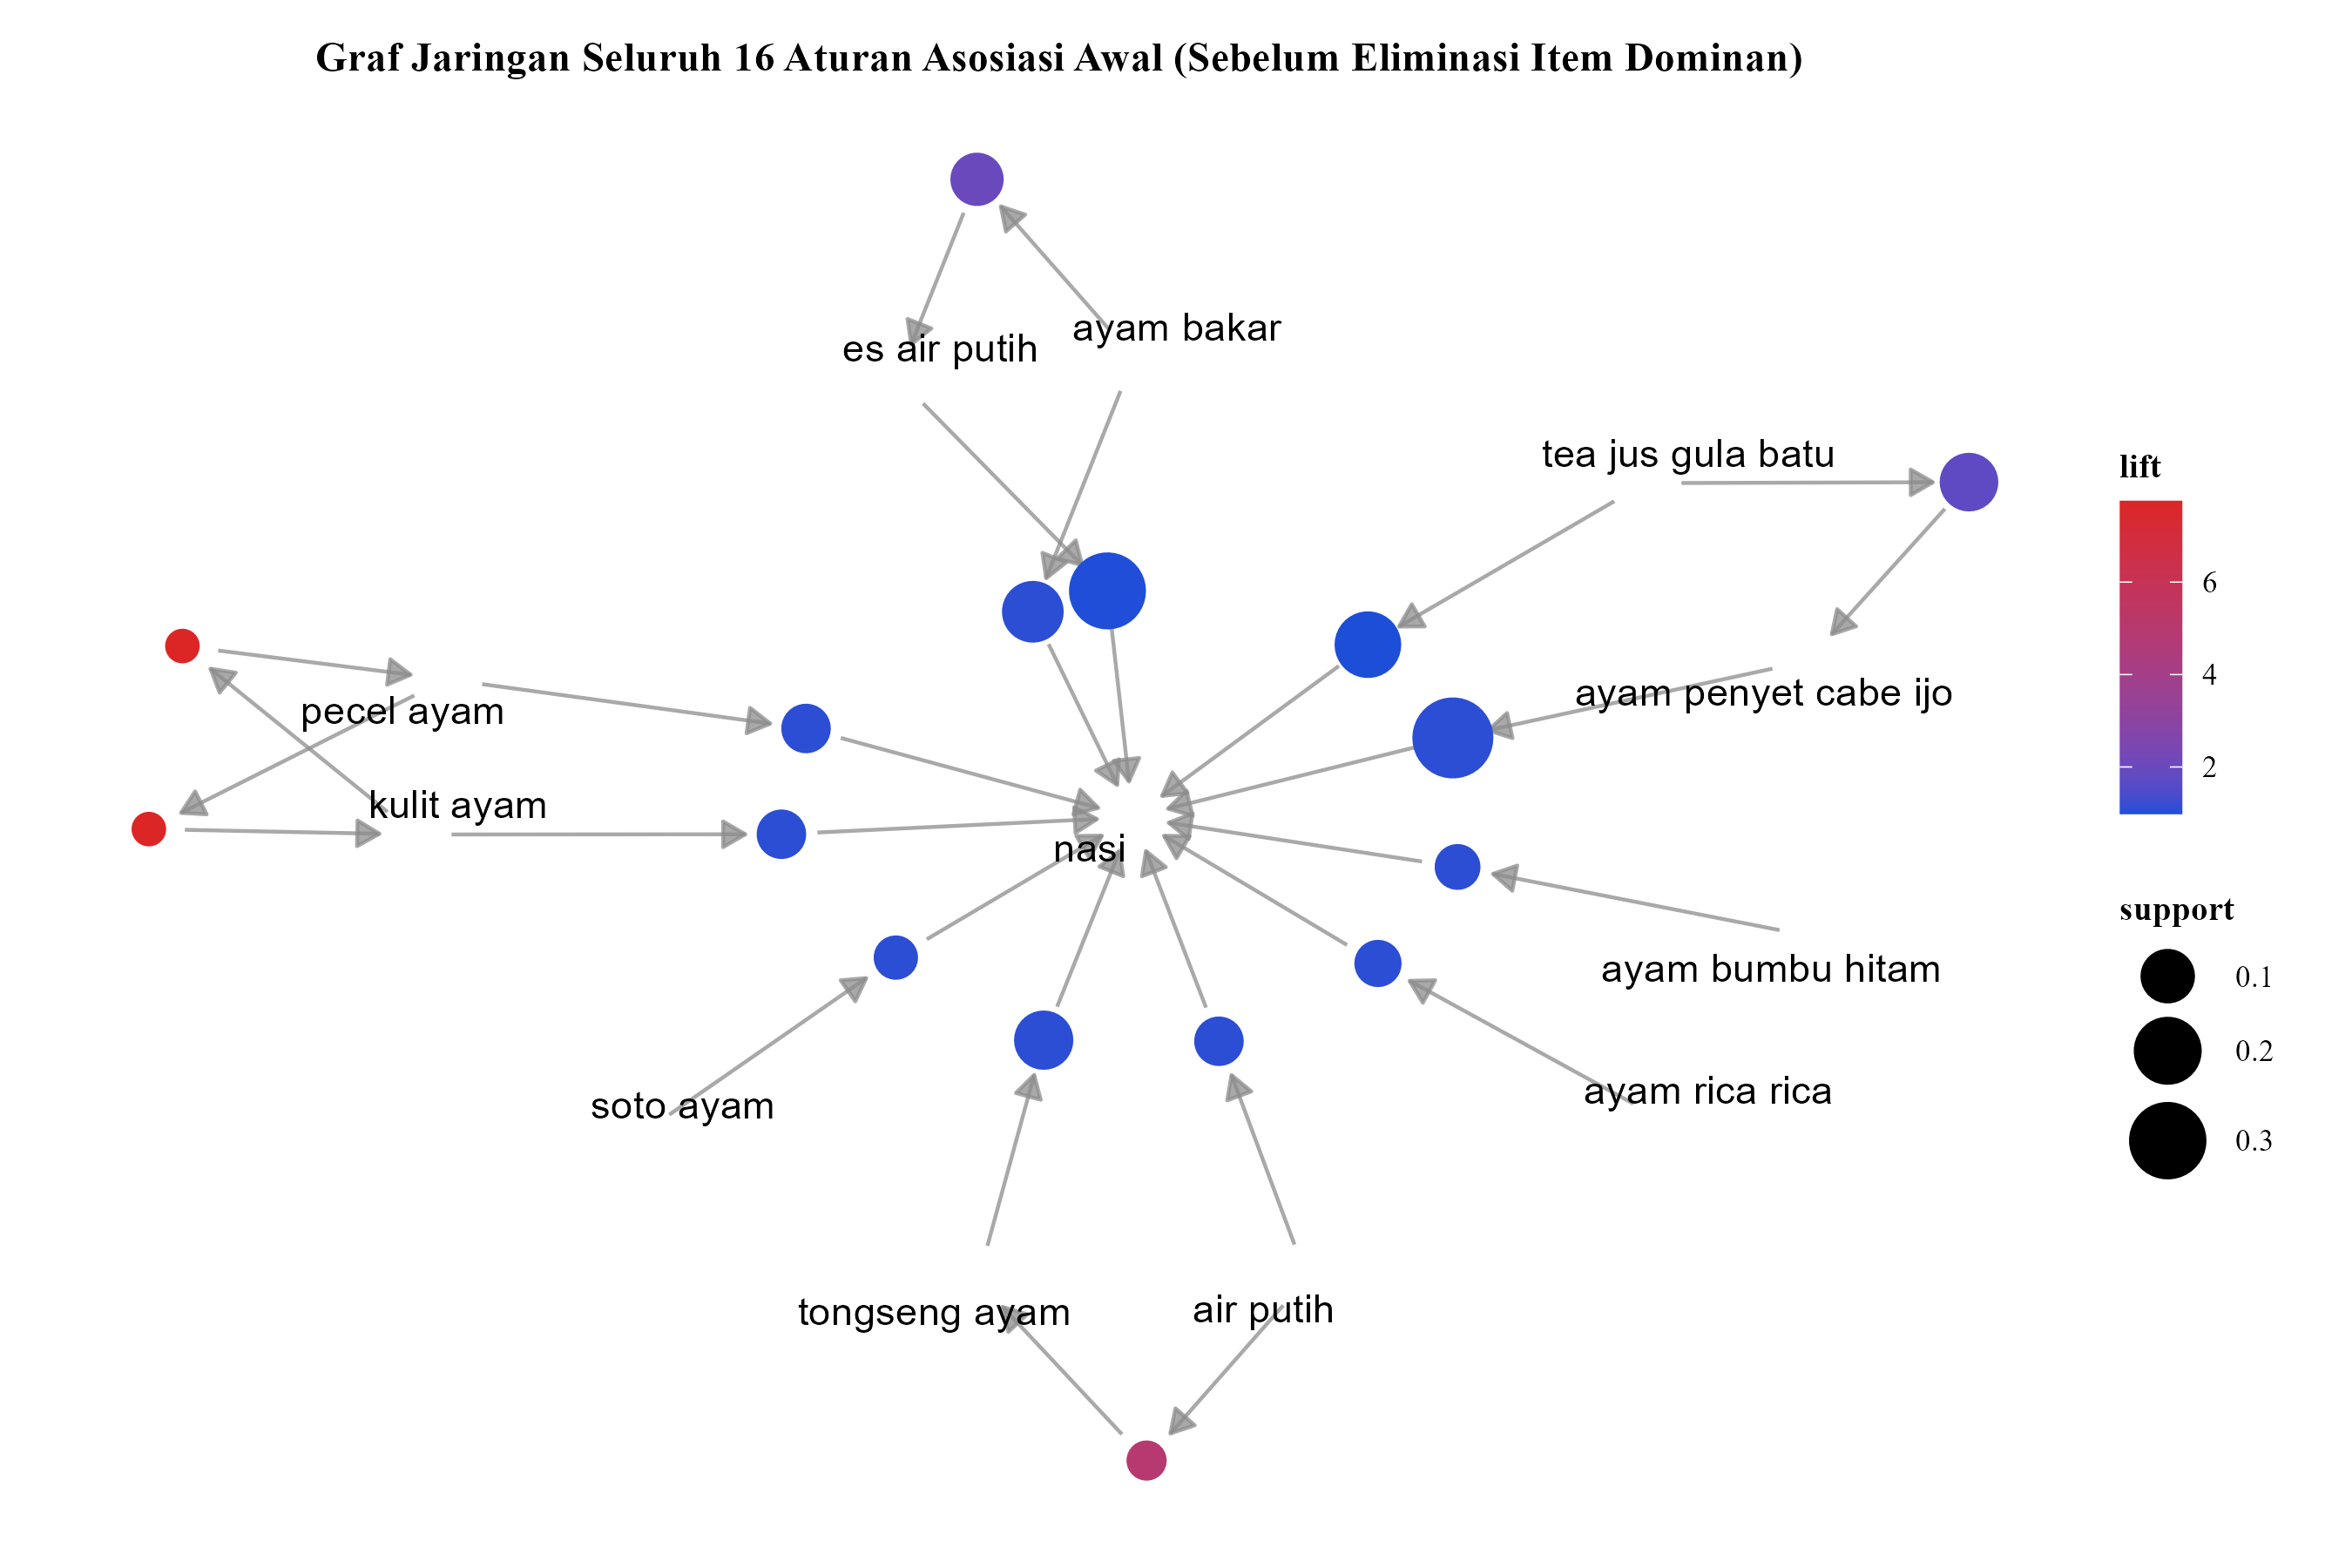 Graf Jaringan Seluruh 16 Aturan Asosiasi Awal (Sebelum Eliminasi Item Dominan)
ayam bakar
es air putih
tea jus gula batu
lift
6
4
2
pecel ayam
ayam penyet cabe ijo
kulit ayam
nasi
support
0.1
0.2
0.3
ayam bumbu hitam
ayam rica rica
soto ayam
tongseng ayam
air putih